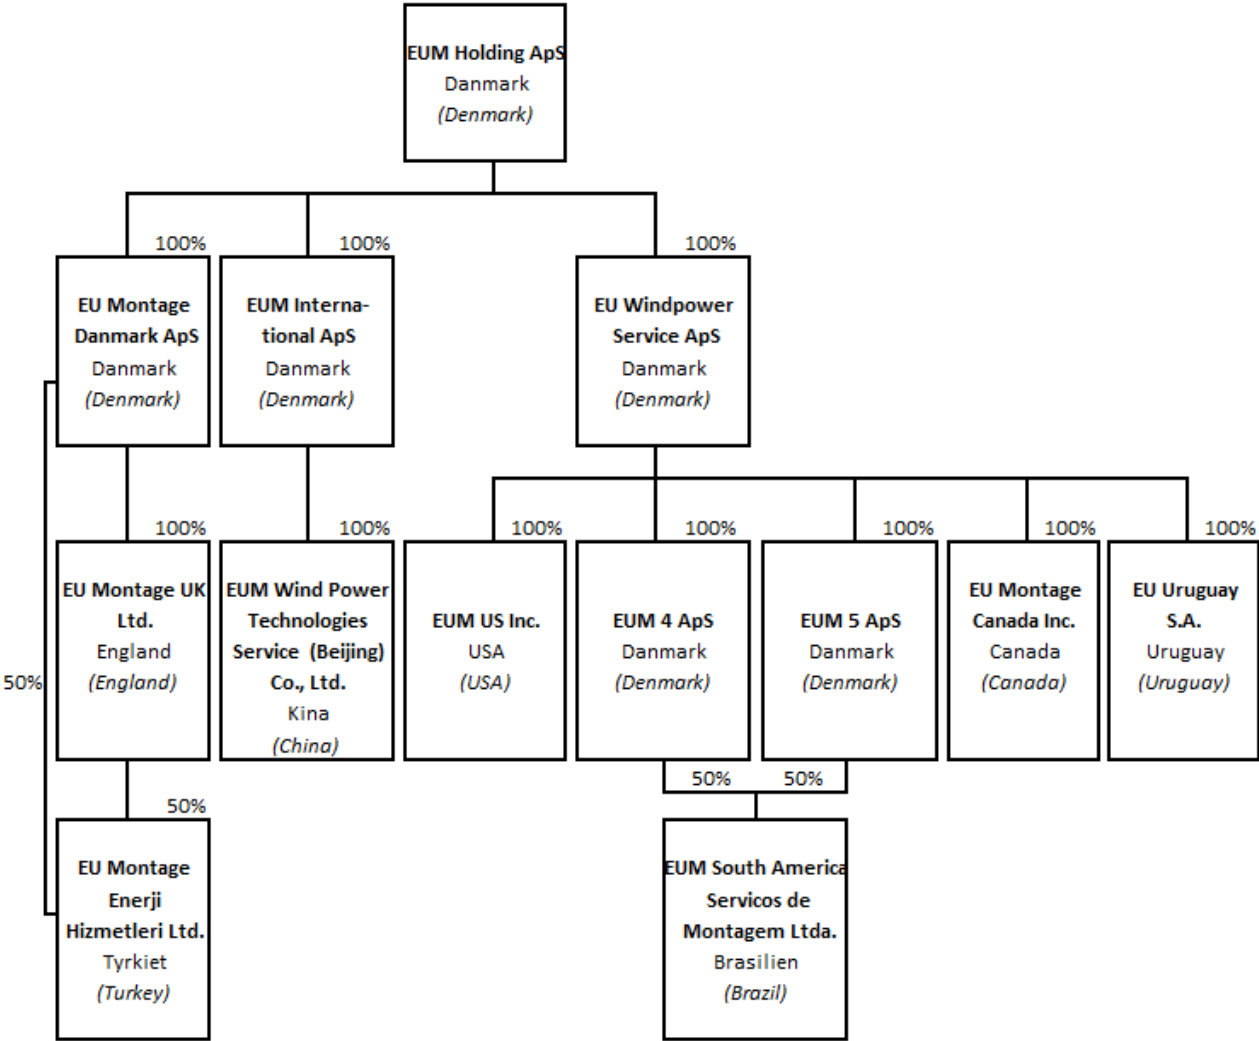 EUM Holding ApS
Danmark
(Denmark)
100%
100%
100%
EU Montage
Danmark ApS
Danmark
(Denmark)
EUM Interna-
tional ApS
Danmark
(Denmark)
EU Windpower
Service ApS
Danmark
(Denmark)
100%
100%
100%
100%
100%
100%
100%
EU Montage UK
Ltd.
England
(England)
EUM Wind Power
Technologies
Service (Beijing)
Co., Ltd.
Kina
(China)
EUM US Inc.
USA
(USA)
EUM 4 ApS
Danmark
(Denmark)
EUM 5 ApS
Danmark
(Denmark)
EU Montage
Canada Inc.
Canada
(Canada)
EU Uruguay
S.A.
Uruguay
(Uruguay)
50%
50%
50%
50%
EU Montage
Enerji
Hizmetleri Ltd.
Tyrkiet
(Turkey)
EUM South America
Servicos de
Montagem Ltda.
Brasilien
(Brazil)